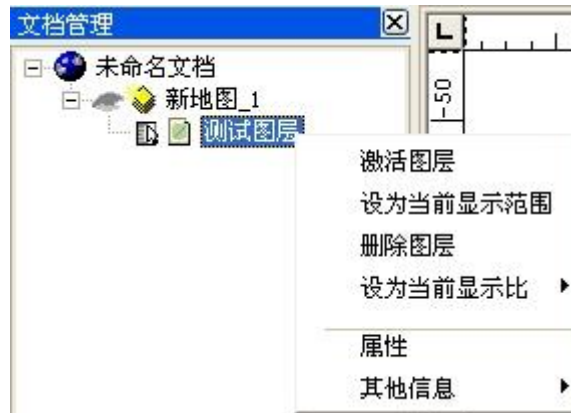 文档管理
未命名文档
新地图_1
测试图层
激活图层
设为当前显示范围
删除图层
设为当前显示比
属性
其他信息
L
-50